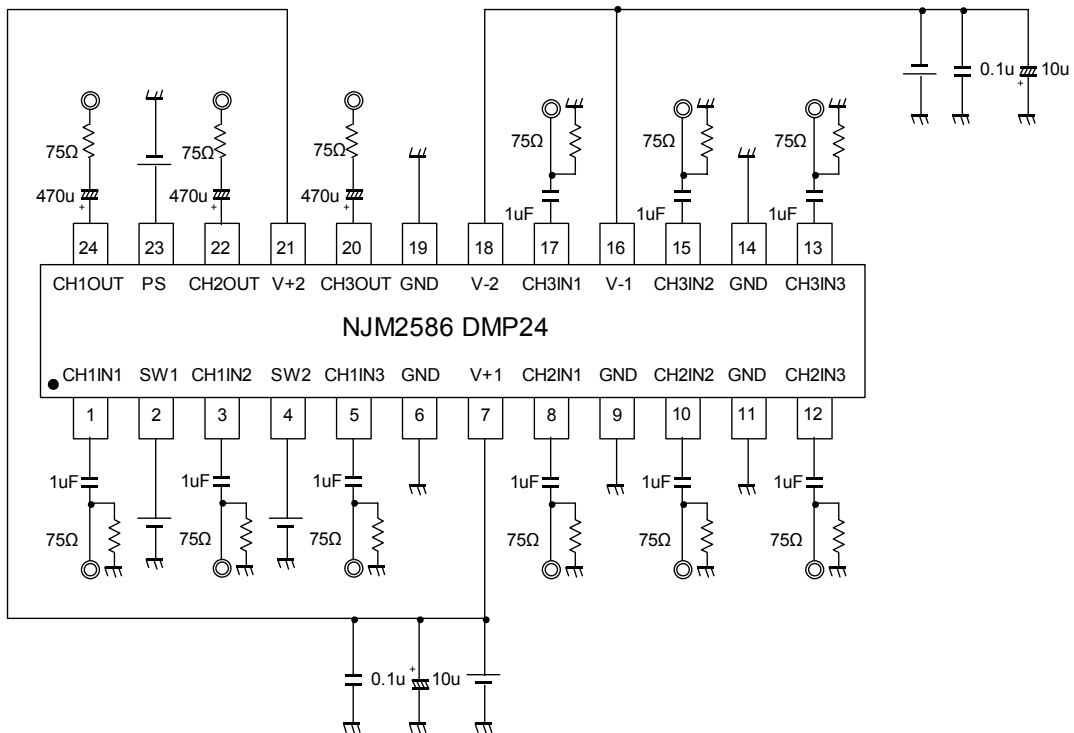 0.1u 10u
75Ω 75Ω 75Ω 75Ω 75Ω 75Ω
470u 470u 470u 1uF 1uF 1uF
+ + + +
24 23 22 21 20 19 18 17 16 15 14 13
CH1OUT PS CH2OUT V+2 CH3OUT GND V-2 CH3IN1 V-1 CH3IN2 GND CH3IN3
NJM2586 DMP24
CH1IN1 SW1 CH1IN2 SW2 CH1IN3 GND V+1 CH2IN1 GND CH2IN2 GND CH2IN3
1 2 3 4 5 6 7 8 9 10 11 12
1uF 1uF 1uF 1uF 1uF 1uF
75Ω 75Ω 75Ω 75Ω 75Ω 75Ω
0.1u + 10u